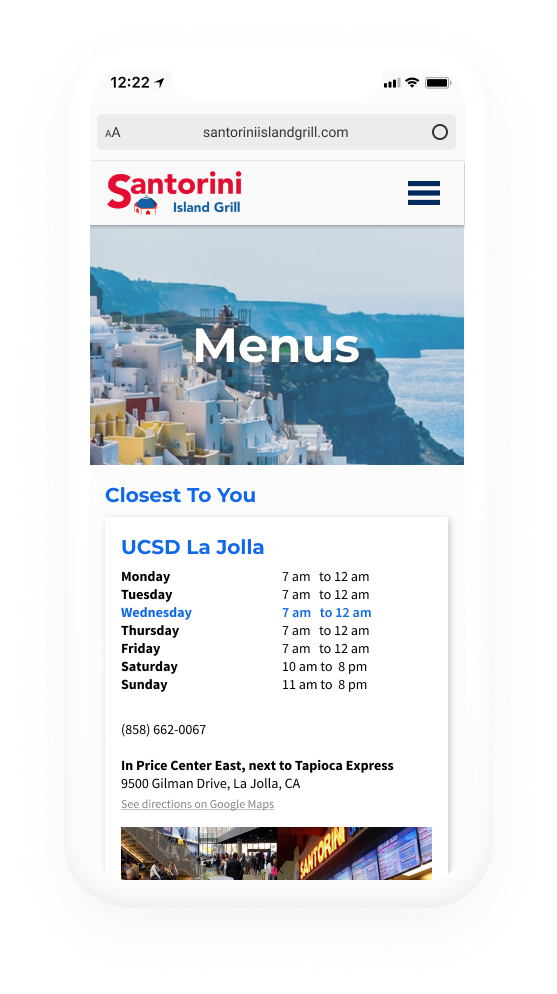 12:22
AA santoriniislandgrill.com
Santorini
Island Grill
Menus
Closest To You
UCSD La Jolla
Monday 7 am to 12 am
Tuesday 7 am to 12 am
Wednesday 7 am to 12 am
Thursday 7 am to 12 am
Friday 7 am to 12 am
Saturday 10 am to 8 pm
Sunday 11 am to 8 pm
(858) 662-0067
In Price Center East, next to Tapioca Express
9500 Gilman Drive, La Jolla, CA
See directions on Google Maps
SANTORINI